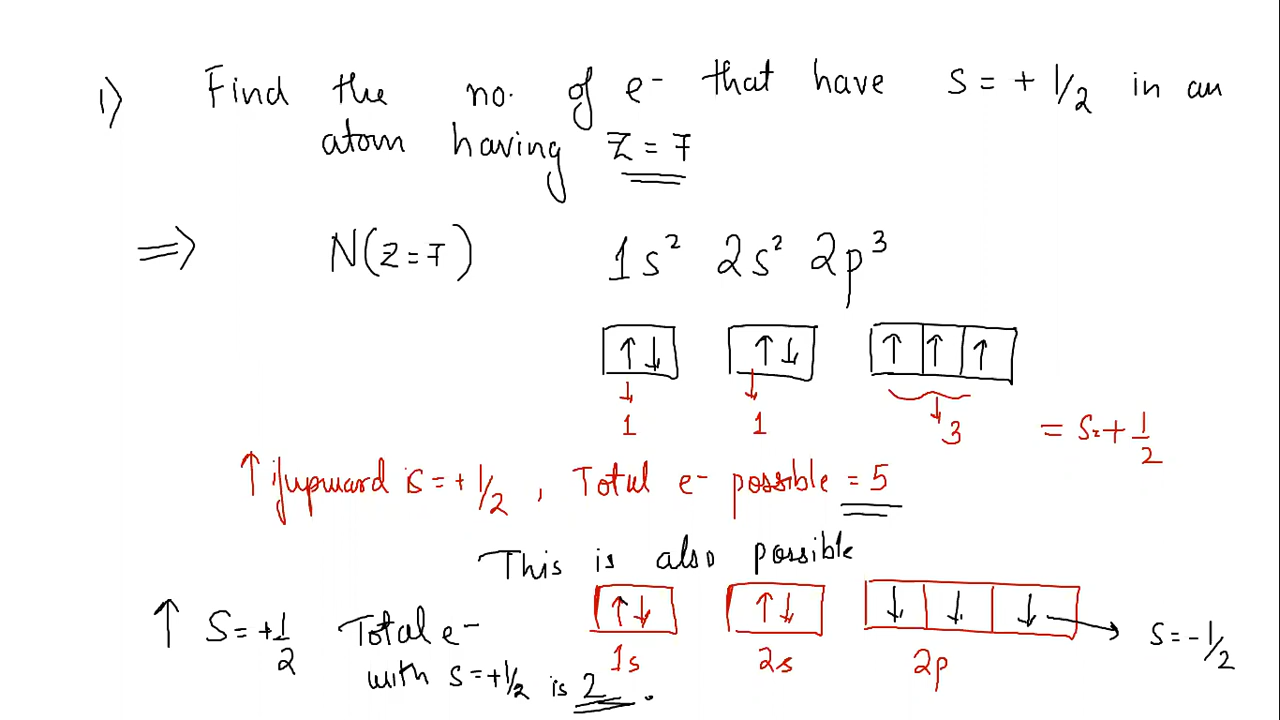 1) Find the no. of e- that have S = + 1/2 in an
atom having Z = 7
=> N(Z=7) 1s² 2s² 2p³
↑↓ ↑↓ ↑ ↑ ↑
1 1 3 = S=+ 1/2
↑ if upward is = + 1/2 , Total e- possible = 5
This is also possible
↑ S = +1/2 Total e- ↑↓ ↑↓ ↓ ↓ ↓ S = -1/2
1s 2s 2p
with s=+1/2 is 2.